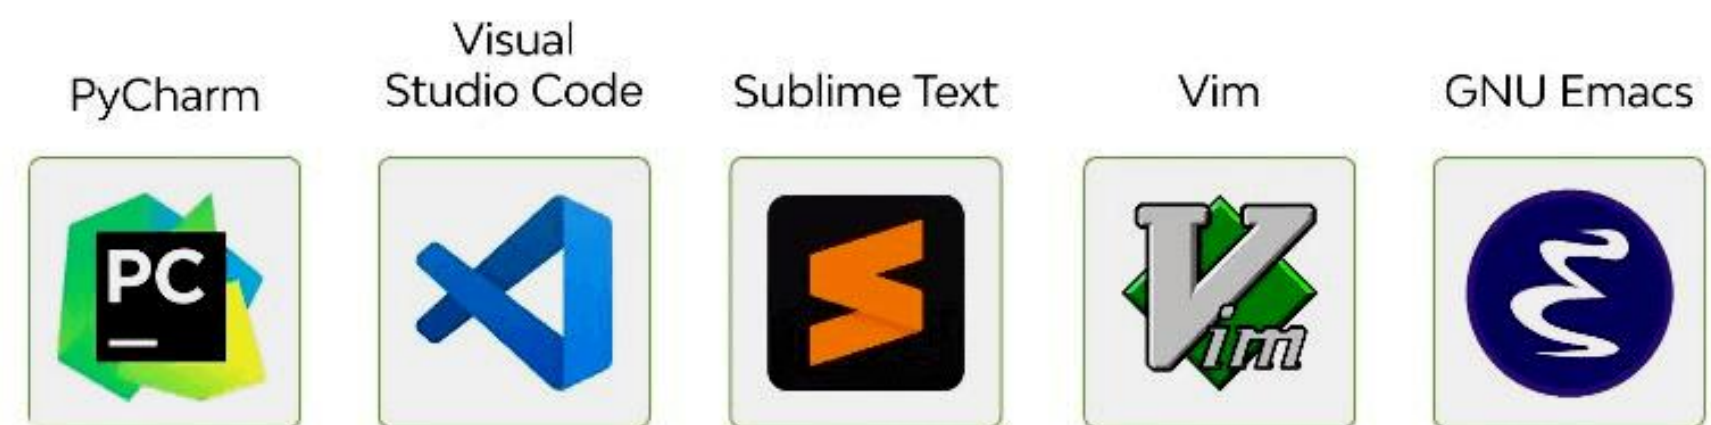 PyCharm
Visual
Studio Code
Sublime Text
Vim
GNU Emacs
PC
Vim